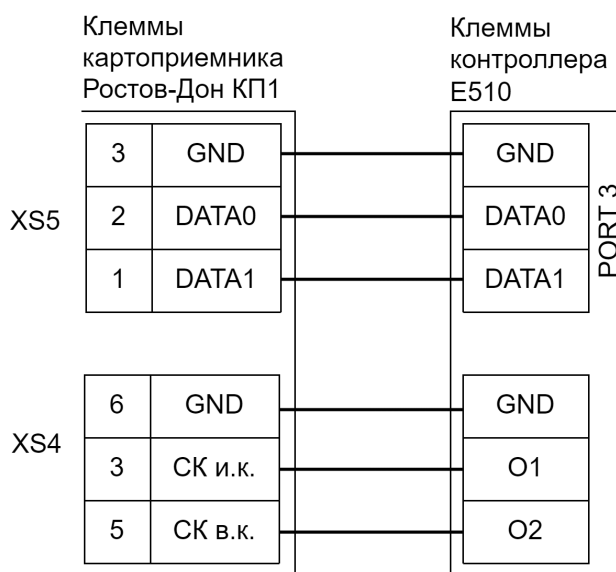 Клеммы
картоприемника
Ростов-Дон КП1
Клеммы
контроллера
E510
XS5
3 GND GND
2 DATA0 DATA0
1 DATA1 DATA1
PORT 3
XS4
6 GND GND
3 СК и.к. O1
5 СК в.к. O2